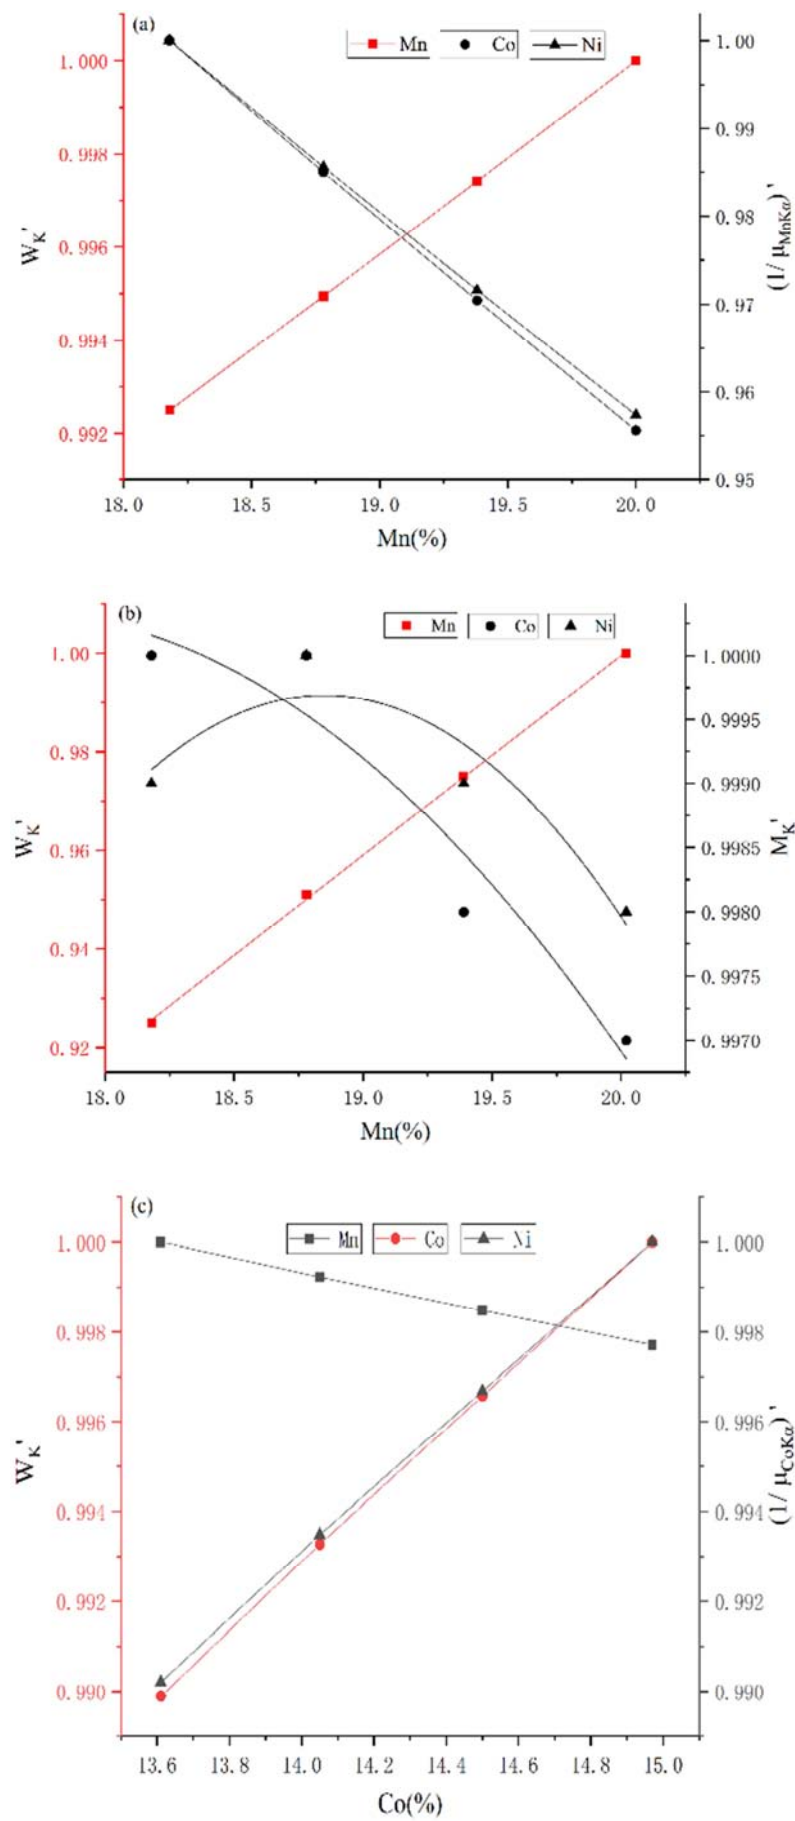 (a)
Mn Co Ni
1.000
0.998
0.996
0.994
0.992
W_K'
1.00
0.99
0.98
0.97
0.96
0.95
(1/ μ_MnKα) '
18.0 18.5 19.0 19.5 20.0
Mn(%)
(b)
Mn Co Ni
1.00
0.98
0.96
0.94
0.92
W_K'
1.0000
0.9995
0.9990
0.9985
0.9980
0.9975
0.9970
M_K'
18.0 18.5 19.0 19.5 20.0
Mn(%)
(c)
Mn Co Ni
1.000
0.998
0.996
0.994
0.992
0.990
W_K'
1.000
0.998
0.996
0.994
0.992
0.990
(1/ μ_CoKα) '
13.6 13.8 14.0 14.2 14.4 14.6 14.8 15.0
Co(%)